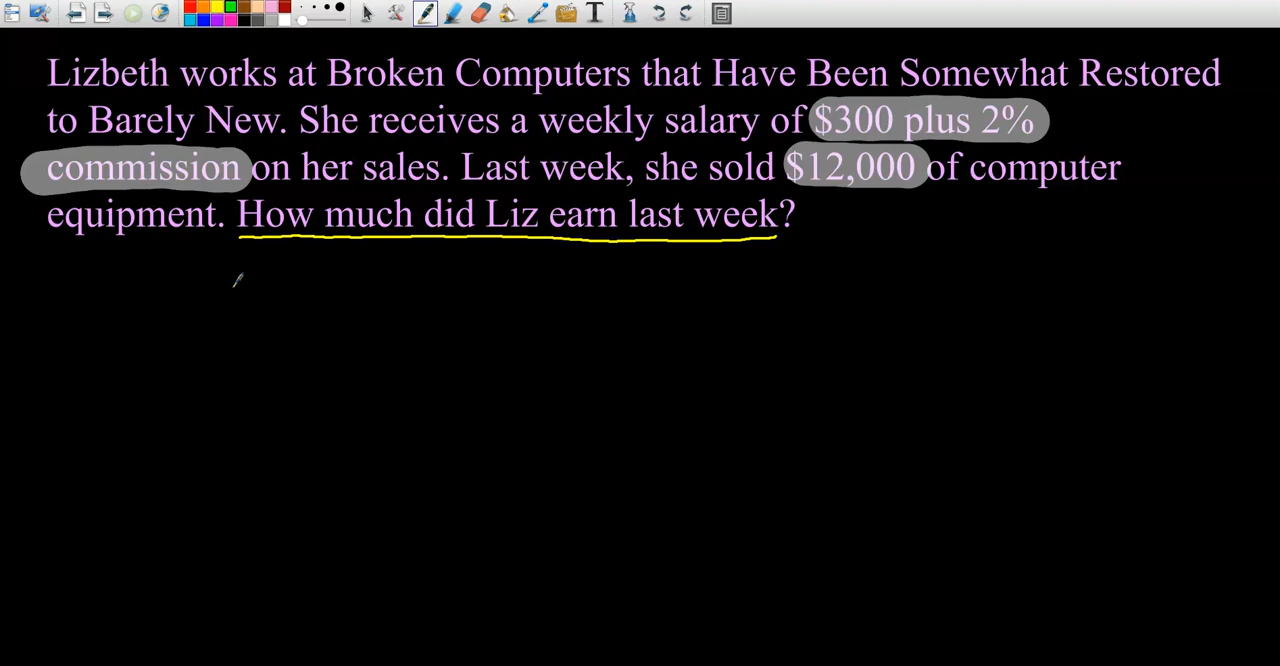 Lizbeth works at Broken Computers that Have Been Somewhat Restored
to Barely New. She receives a weekly salary of $300 plus 2%
commission on her sales. Last week, she sold $12,000 of computer
equipment. How much did Liz earn last week?